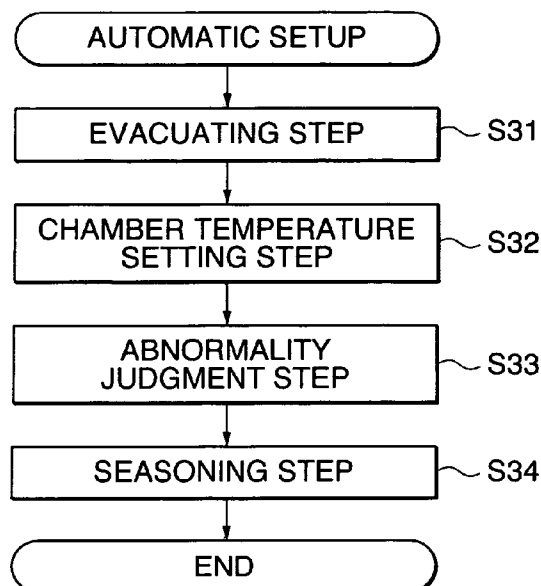 AUTOMATIC SETUP
EVACUATING STEP
S31
CHAMBER TEMPERATURE
SETTING STEP
S32
ABNORMALITY
JUDGMENT STEP
S33
SEASONING STEP
S34
END